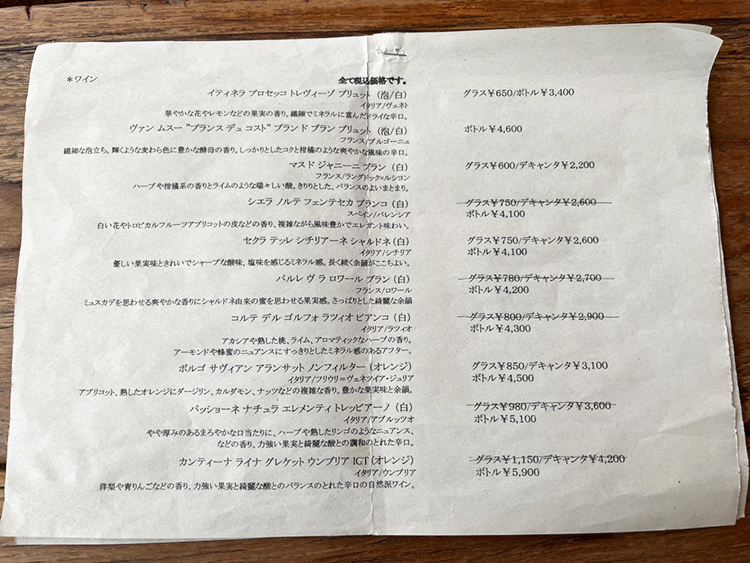 *ワイン
全て税込価格です。
イティネラ プロセッコ トレヴィーゾ ブリュット (泡/白) グラス¥650/ボトル¥3,400
イタリア/ヴェネト
華やかな花やレモンなどの果実の香り。繊細でミネラルに富んだドライな辛口。
ヴァン ムスー "ブランス デュ コスト" ブランド ブラン ブリュット (泡/白) ボトル¥4,600
フランス/ブルゴーニュ
繊細な泡立ち。輝くような麦わら色に豊かな酵母の香り。しっかりとしたコクと柑橘のような爽やかな風味の辛口。
マスド ジャニーニ ブラン (白) グラス¥600/デキャンタ¥2,200
フランス/ラングドック=ルシヨン
ハーブや柑橘系の香りとライムのような瑞々しい酸。きりりとした、バランスのよいまとまり。
シエラ ノルテ フェンテセカ ブランコ (白) グラス¥750/デキャンタ¥2,600
スペイン/バレンシア ボトル¥4,100
白い花やトロピカルフルーツアプリコットの皮などの香り、複雑ながら風味豊かでエレガント味わい。
セクラ テッレ シチリアーネ シャルドネ (白) グラス¥750/デキャンタ¥2,600
イタリア/シチリア ボトル¥4,100
優しい果実味ときれいでシャープな酸味、塩味を感じるミネラル感。長く続く余韻がここちよい。
パルレ ヴ ラ ロワール ブラン (白) グラス¥780/デキャンタ¥2,700
フランス/ロワール ボトル¥4,200
ミュスカデを思わせる爽やかな香りにシャルドネ由来の蜜を思わせる果実感。さっぱりとした綺麗な余韻
コルテ デル ゴルフォ ラツィオ ビアンコ (白) グラス¥800/デキャンタ¥2,900
イタリア/ラツィオ ボトル¥4,300
アカシアや熟した桃、ライム、アロマティックなハーブの香り。
アーモンドや蜂蜜のニュアンスにすっきりとしたミネラル感のあるアフター。
ボルゴ サヴィアン アランサット ノンフィルター (オレンジ) グラス¥850/デキャンタ¥3,100
イタリア/フリウリ=ヴェネツィア・ジュリア ボトル¥4,500
アプリコット、熟したオレンジにダージリン、カルダモン、ナッツなどの複雑な香り。豊かな果実味と余韻。
パッショーネ ナチュラ エレメンティ トレッビアーノ (白) グラス¥980/デキャンタ¥3,600
イタリア/アブルッツォ ボトル¥5,100
やや厚みのあるまろやかな口当たりに、ハーブや熟したリンゴのようなニュアンス、
などの香り、力強い果実と綺麗な酸との調和のとれた辛口。
カンティーナ ライナ グレケット ウンブリア IGT (オレンジ) グラス¥1,150/デキャンタ¥4,200
イタリア/ウンブリア ボトル¥5,900
洋梨や青りんごなどの香り、力強い果実と綺麗な酸とのバランスのとれた辛口の自然派ワイン。